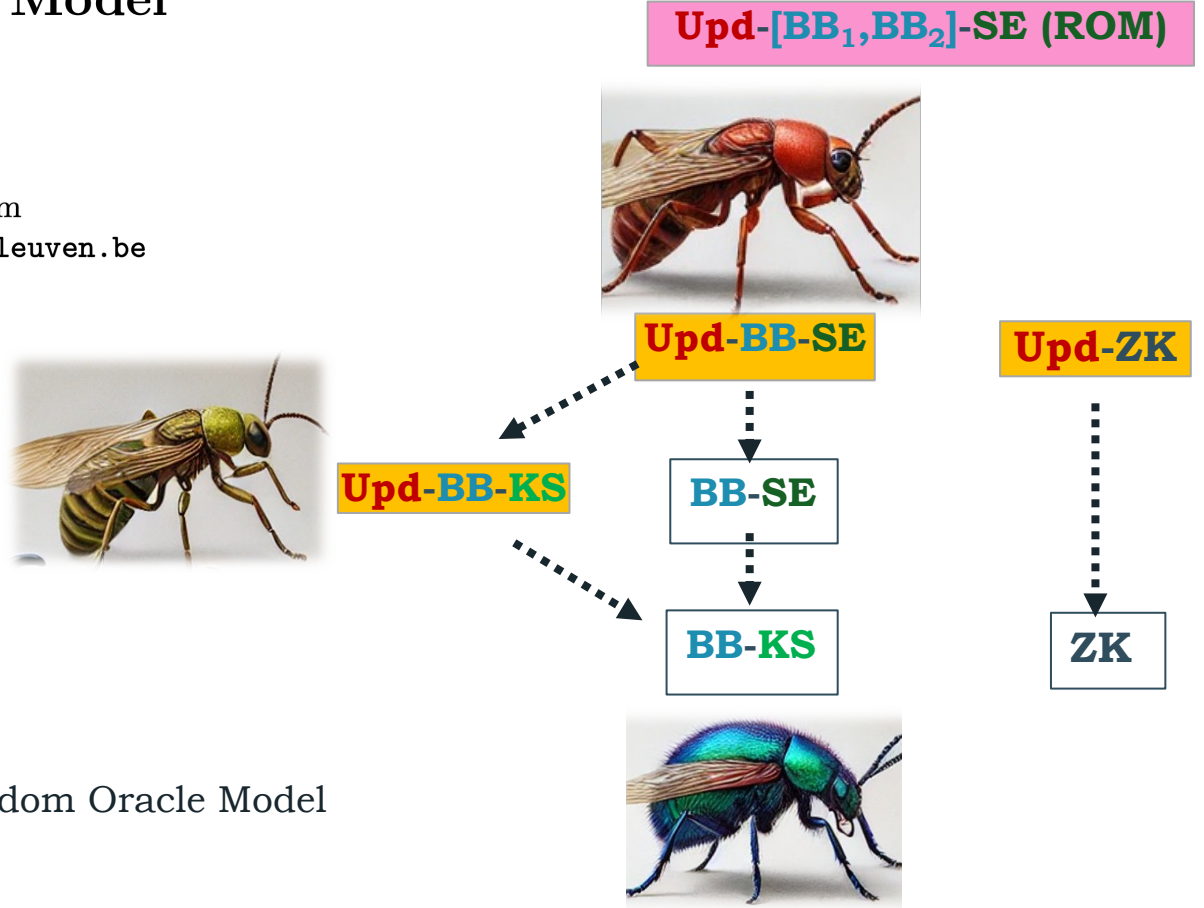 Model
Upd-[BB₁,BB₂]-SE (ROM)
m
leuven.be
Upd-BB-SE
Upd-ZK
Upd-BB-KS
BB-SE
BB-KS
ZK
dom Oracle Model